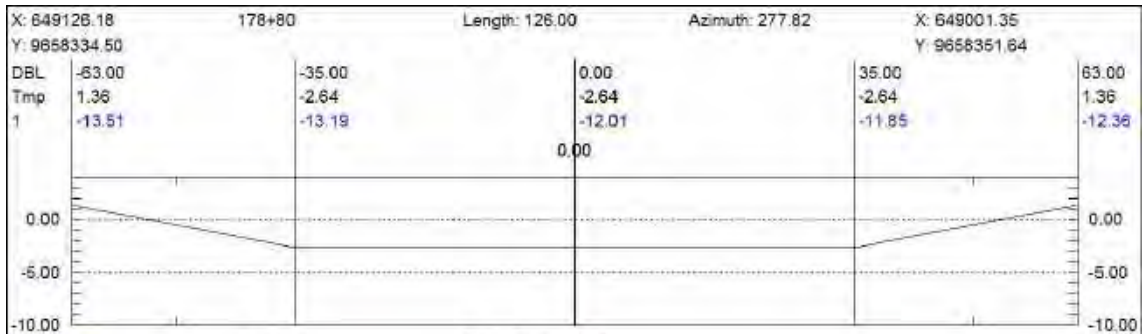 X: 649126.18 178+80 Length: 126.00 Azimuth: 277.82 X: 649001.35
Y: 9658334.50 Y: 9658351.64
DBL -63.00 -35.00 0.00 35.00 63.00
Tmp 1.36 -2.64 -2.64 -2.64 1.36
1 -13.51 -13.19 -12.01 -11.85 -12.36
0.00
0.00 0.00
-5.00 -5.00
-10.00 -10.00